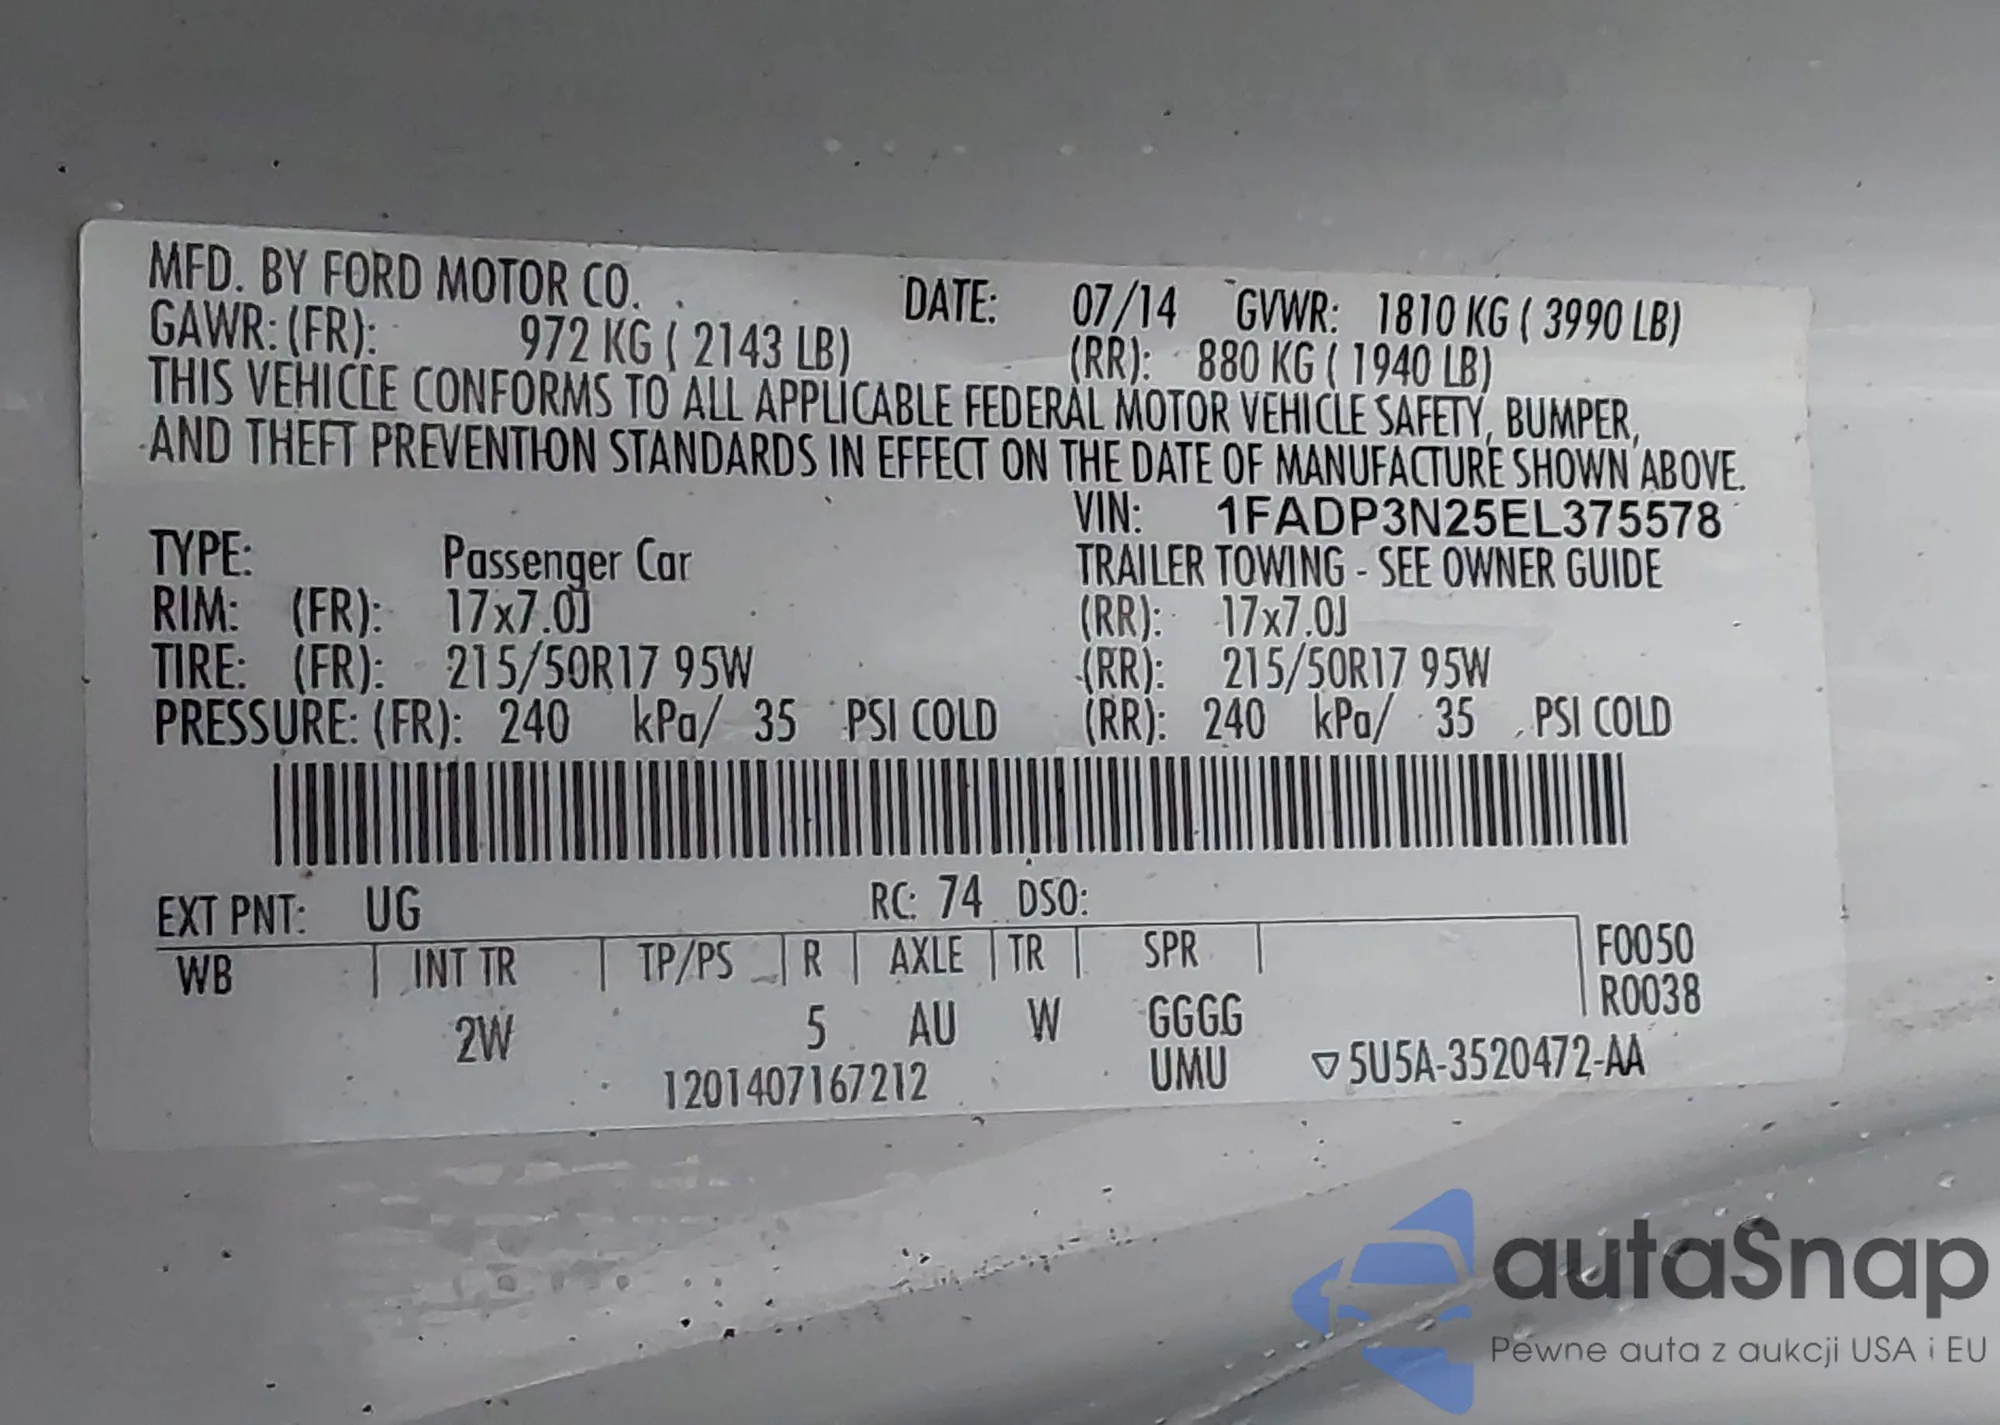 MFD. BY FORD MOTOR CO. DATE: 07/14 GVWR: 1810 KG ( 3990 LB)
GAWR: (FR): 972 KG ( 2143 LB) (RR): 880 KG ( 1940 LB)
THIS VEHICLE CONFORMS TO ALL APPLICABLE FEDERAL MOTOR VEHICLE SAFETY, BUMPER,
AND THEFT PREVENTION STANDARDS IN EFFECT ON THE DATE OF MANUFACTURE SHOWN ABOVE.
VIN: 1FADP3N25EL375578
TYPE: Passenger Car TRAILER TOWING - SEE OWNER GUIDE
RIM: (FR): 17x7.0J (RR): 17x7.0J
TIRE: (FR): 215/50R17 95W (RR): 215/50R17 95W
PRESSURE: (FR): 240 kPa/ 35 PSI COLD (RR): 240 kPa/ 35 PSI COLD
EXT PNT: UG RC: 74 DSO:
WB INT TR TP/PS R AXLE TR SPR F0050
R0038
2W 5 AU W GGGG
1201407167212 UMU ▽5U5A-3520472-AA
autaSnap
Pewne auta z aukcji USA i EU